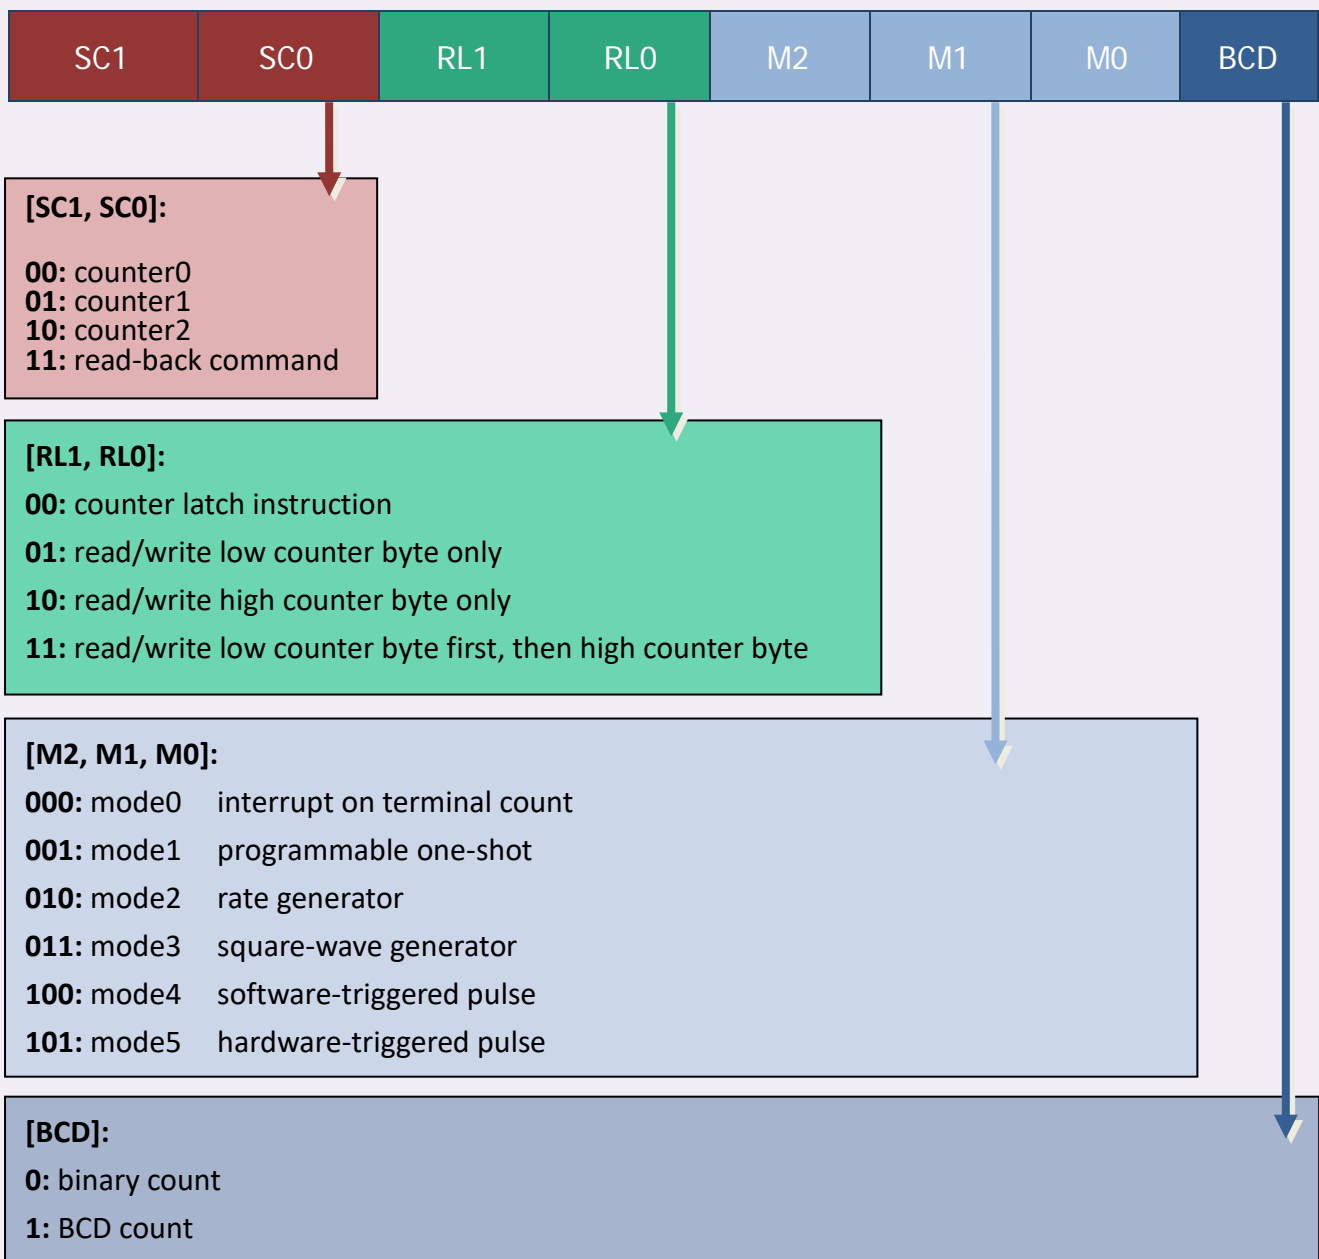 SC1 SC0 RL1 RL0 M2 M1 M0 BCD
[SC1, SC0]:
00: counter0
01: counter1
10: counter2
11: read-back command
[RL1, RL0]:
00: counter latch instruction
01: read/write low counter byte only
10: read/write high counter byte only
11: read/write low counter byte first, then high counter byte
[M2, M1, M0]:
000: mode0 interrupt on terminal count
001: mode1 programmable one-shot
010: mode2 rate generator
011: mode3 square-wave generator
100: mode4 software-triggered pulse
101: mode5 hardware-triggered pulse
[BCD]:
0: binary count
1: BCD count